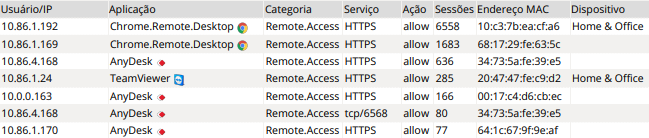 Usuário/IP Aplicação Categoria Serviço Ação Sessões Endereço MAC Dispositivo
10.86.1.192 Chrome.Remote.Desktop Remote.Access HTTPS allow 6558 10:c3:7b:ea:cf:a6 Home & Office
10.86.1.169 Chrome.Remote.Desktop Remote.Access HTTPS allow 1683 68:17:29:fe:63:5c
10.86.4.168 AnyDesk Remote.Access HTTPS allow 636 34:73:5a:fe:39:e5
10.86.1.24 TeamViewer Remote.Access HTTPS allow 285 20:47:47:fe:c9:d2 Home & Office
10.0.0.163 AnyDesk Remote.Access HTTPS allow 166 00:17:c4:d6:cb:ec
10.86.4.168 AnyDesk Remote.Access tcp/6568 allow 80 34:73:5a:fe:39:e5
10.86.1.170 AnyDesk Remote.Access HTTPS allow 77 64:1c:67:9f:9e:af